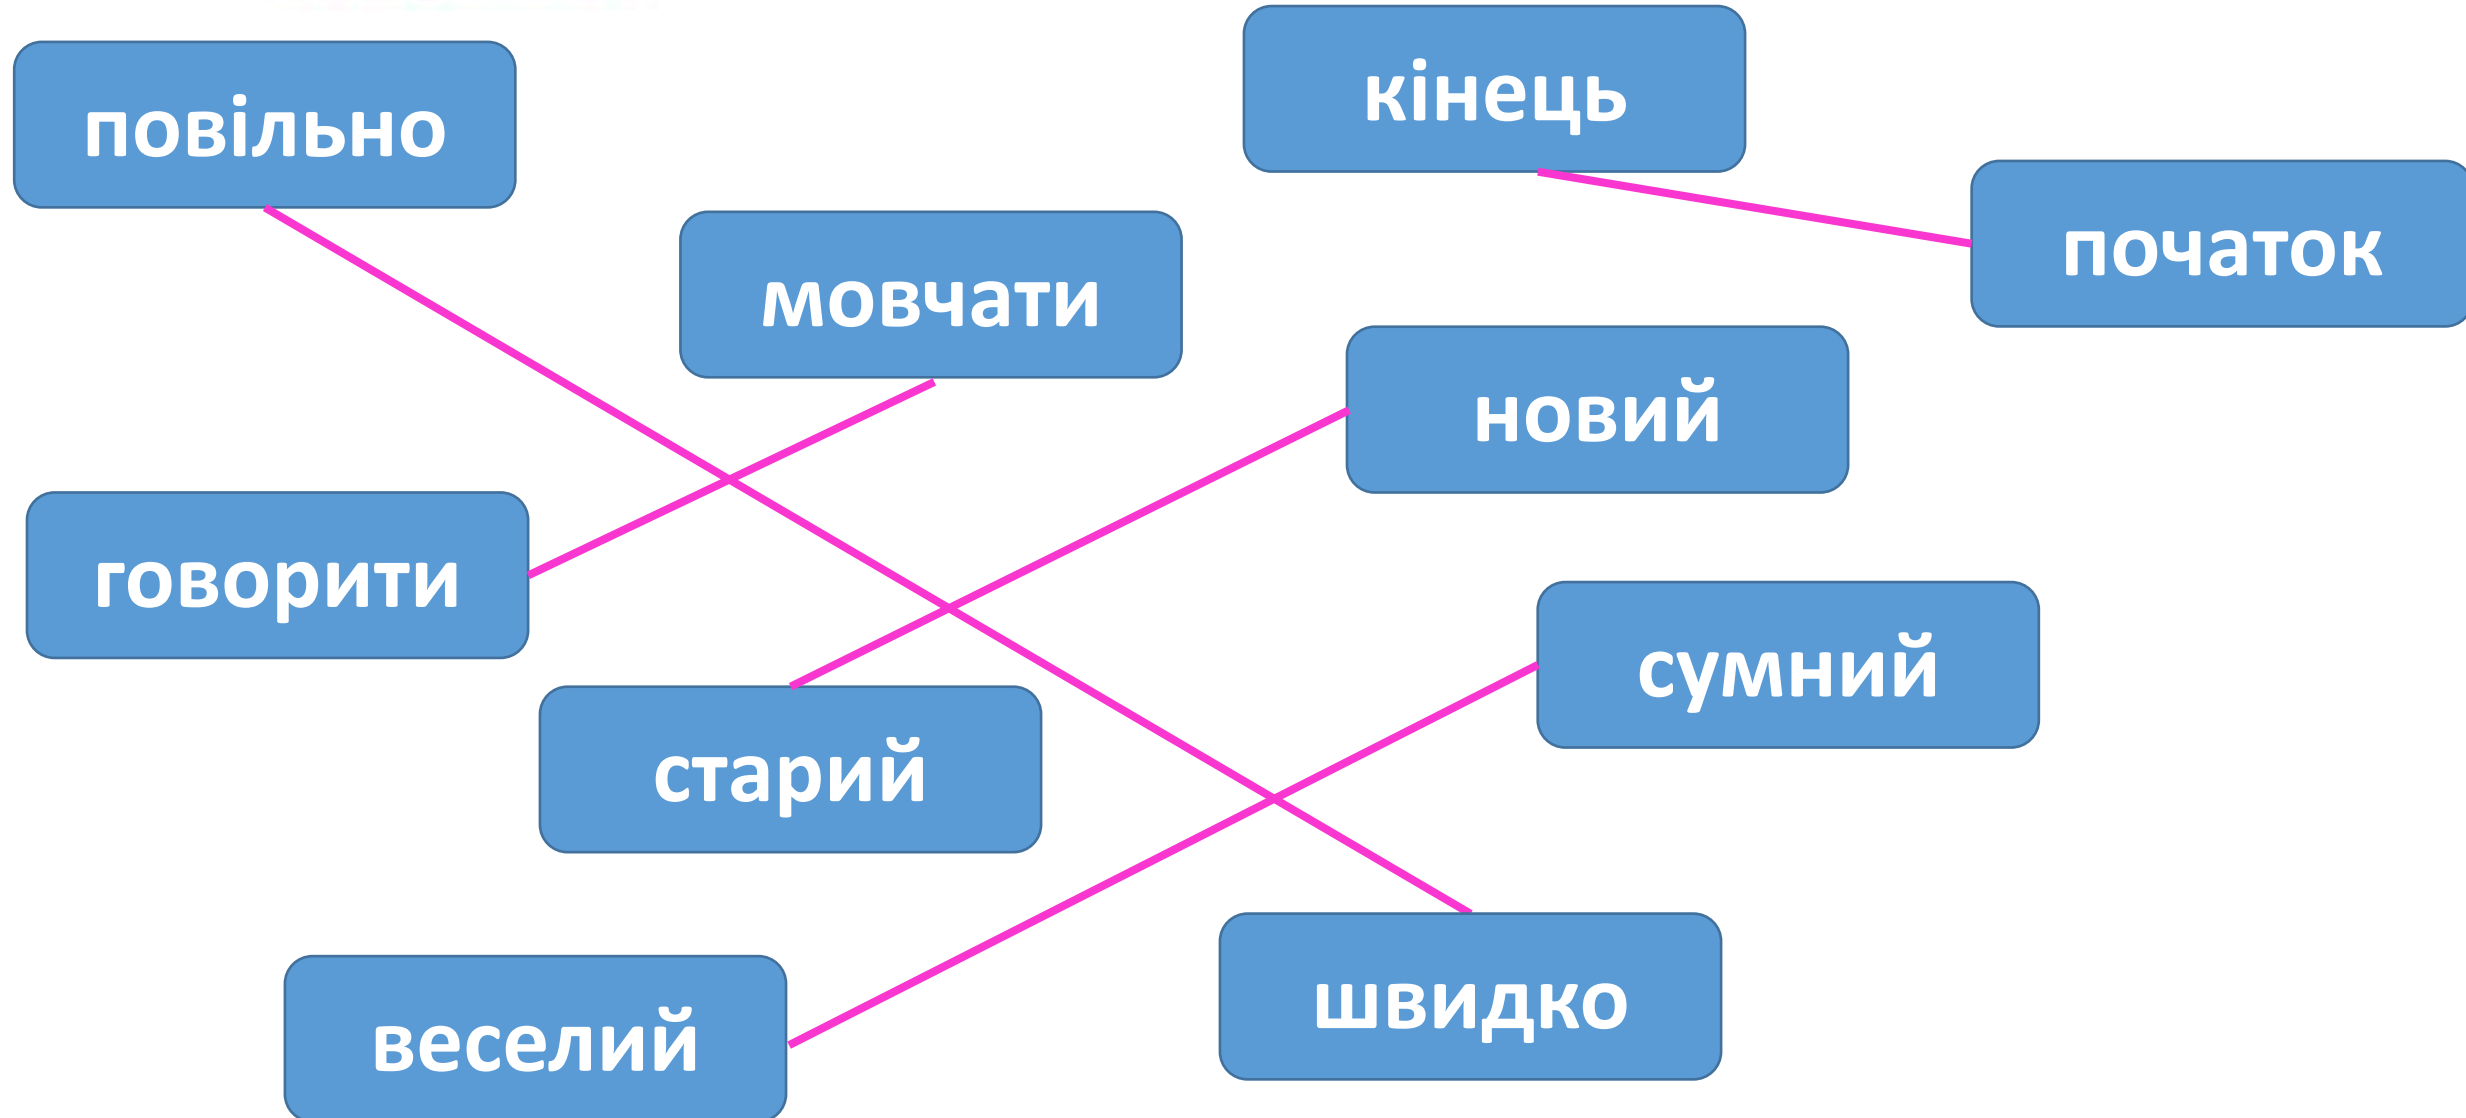 кінець
повільно
початок
мовчати
новий
говорити
сумний
старий
швидко
веселий